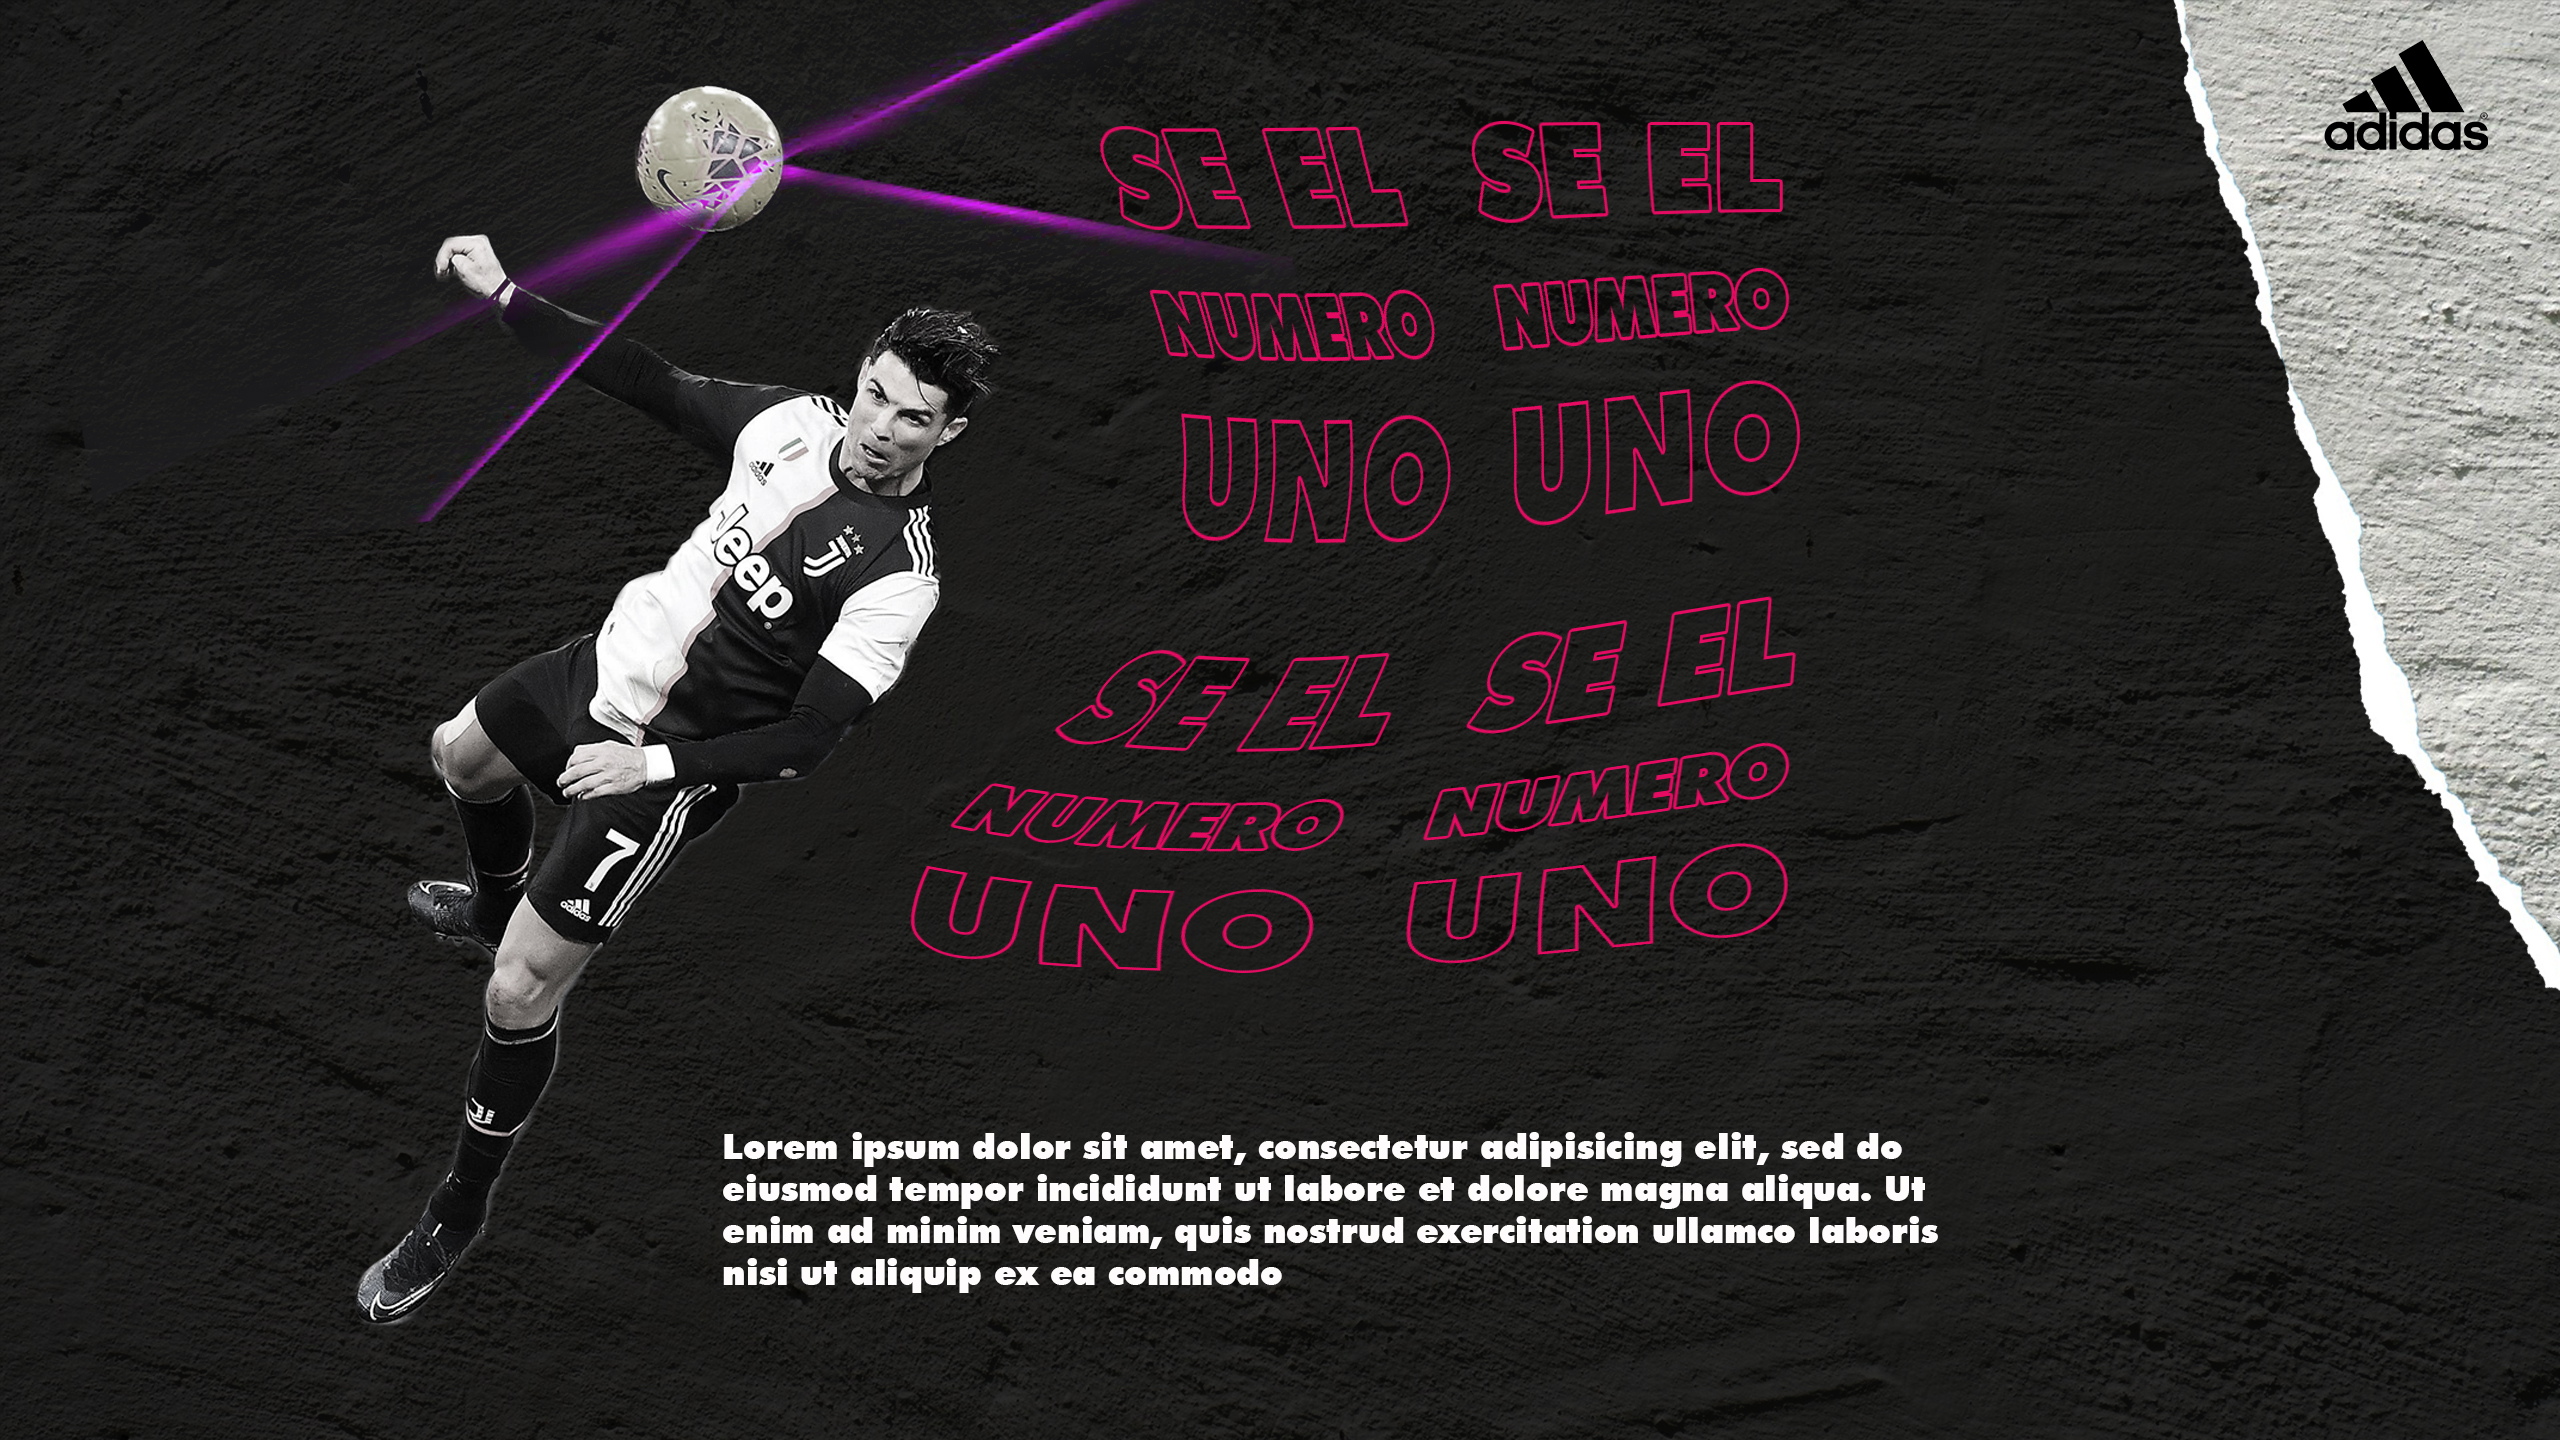 adidas
SE EL SE EL
NUMERO NUMERO
UNO UNO
adidas
Jeep
SE EL SE EL
NUMERO NUMERO
UNO UNO
7
adidas
Lorem ipsum dolor sit amet, consectetur adipisicing elit, sed do
eiusmod tempor incididunt ut labore et dolore magna aliqua. Ut
enim ad minim veniam, quis nostrud exercitation ullamco laboris
nisi ut aliquip ex ea commodo